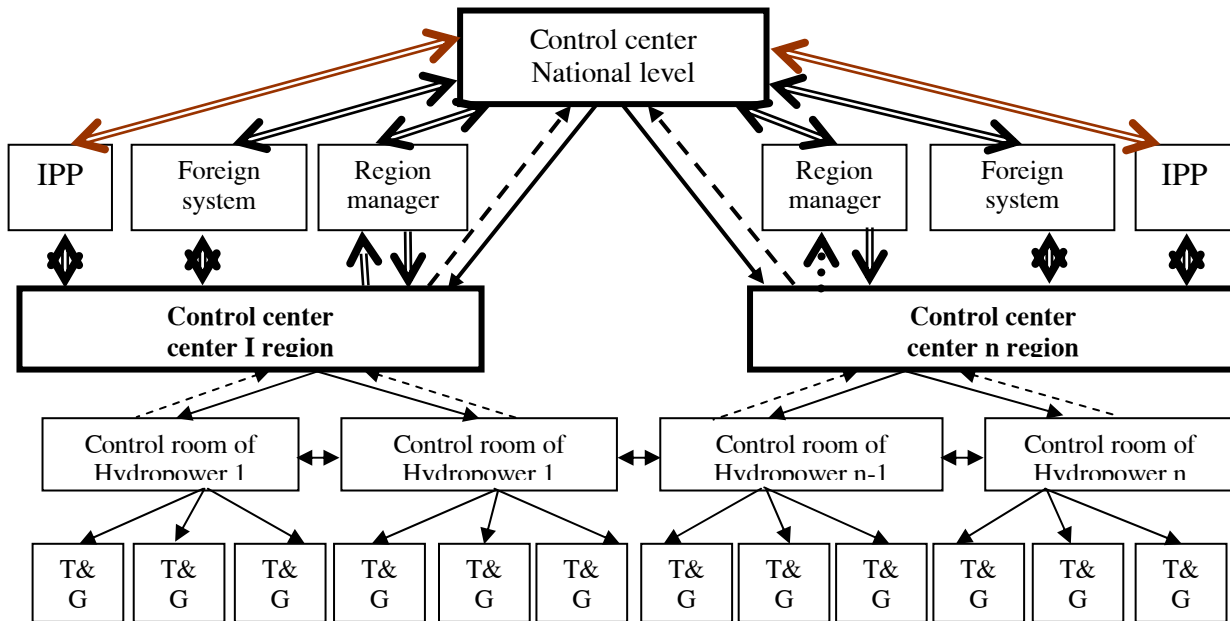 Control center
National level
IPP
Foreign
system
Region
manager
Region
manager
Foreign
system
IPP
Control center
center I region
Control center
center n region
Control room of
Hydropower 1
Control room of
Hydropower 1
Control room of
Hydropower n-1
Control room of
Hydropower n
T&
G
T&
G
T&
G
T&
G
T&
G
T&
G
T&
G
T&
G
T&
G
T&
G
T&
G
T&
G